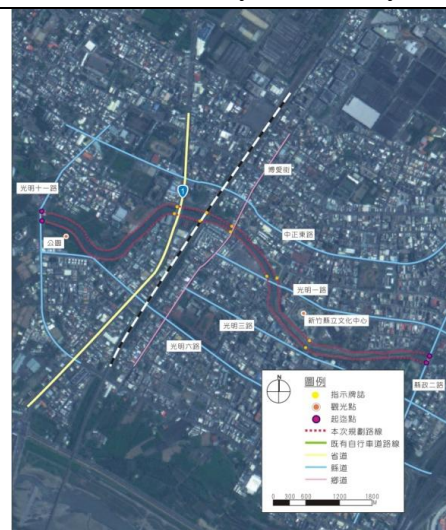 光明十一路
1
博愛街
公園
中正東路
光明一路
新竹縣立文化中心
光明三路
光明六路
縣政二路
N
圖例
指示牌誌
觀光點
起迄點
本次規劃路線
既有自行車道路線
省道
縣道
鄉道
0 300 600 1200 1800
M